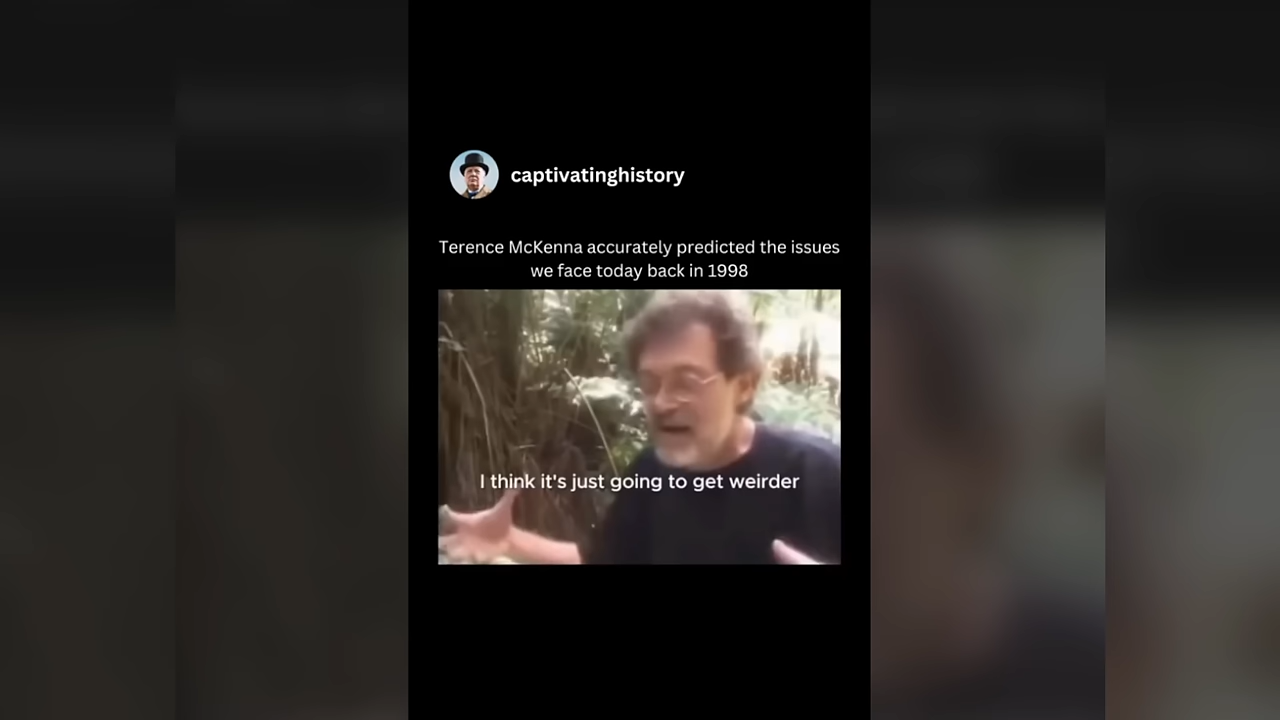 captivatinghistory
Terence McKenna accurately predicted the issues
we face today back in 1998
I think it's just going to get weirder